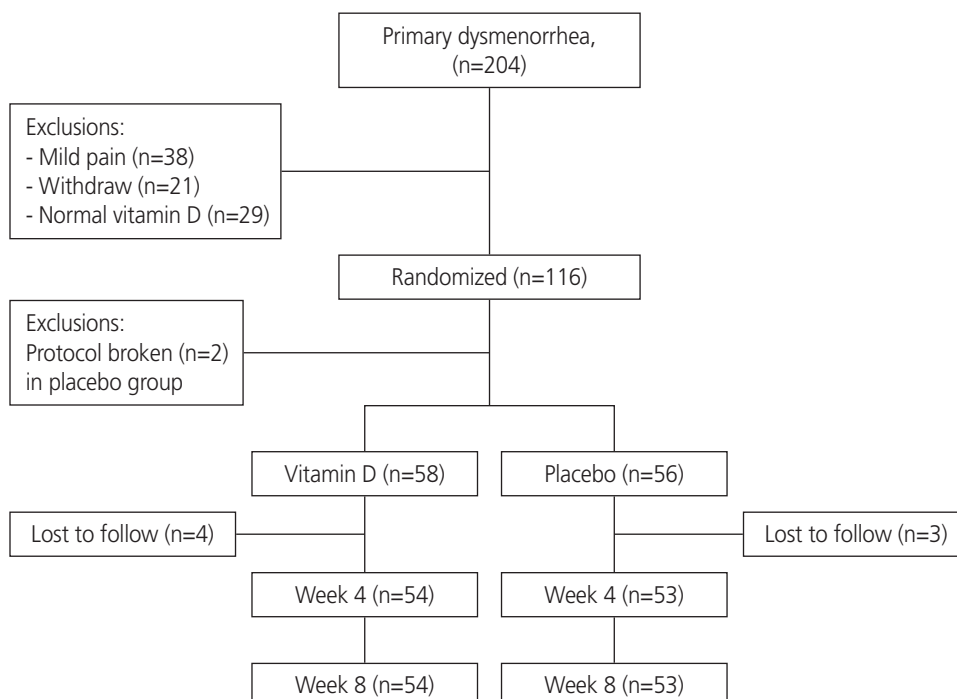 Primary dysmenorrhea,
(n=204)
Exclusions:
- Mild pain (n=38)
- Withdraw (n=21)
- Normal vitamin D (n=29)
Randomized (n=116)
Exclusions:
Protocol broken (n=2)
in placebo group
Vitamin D (n=58)
Placebo (n=56)
Lost to follow (n=4)
Lost to follow (n=3)
Week 4 (n=54)
Week 4 (n=53)
Week 8 (n=54)
Week 8 (n=53)